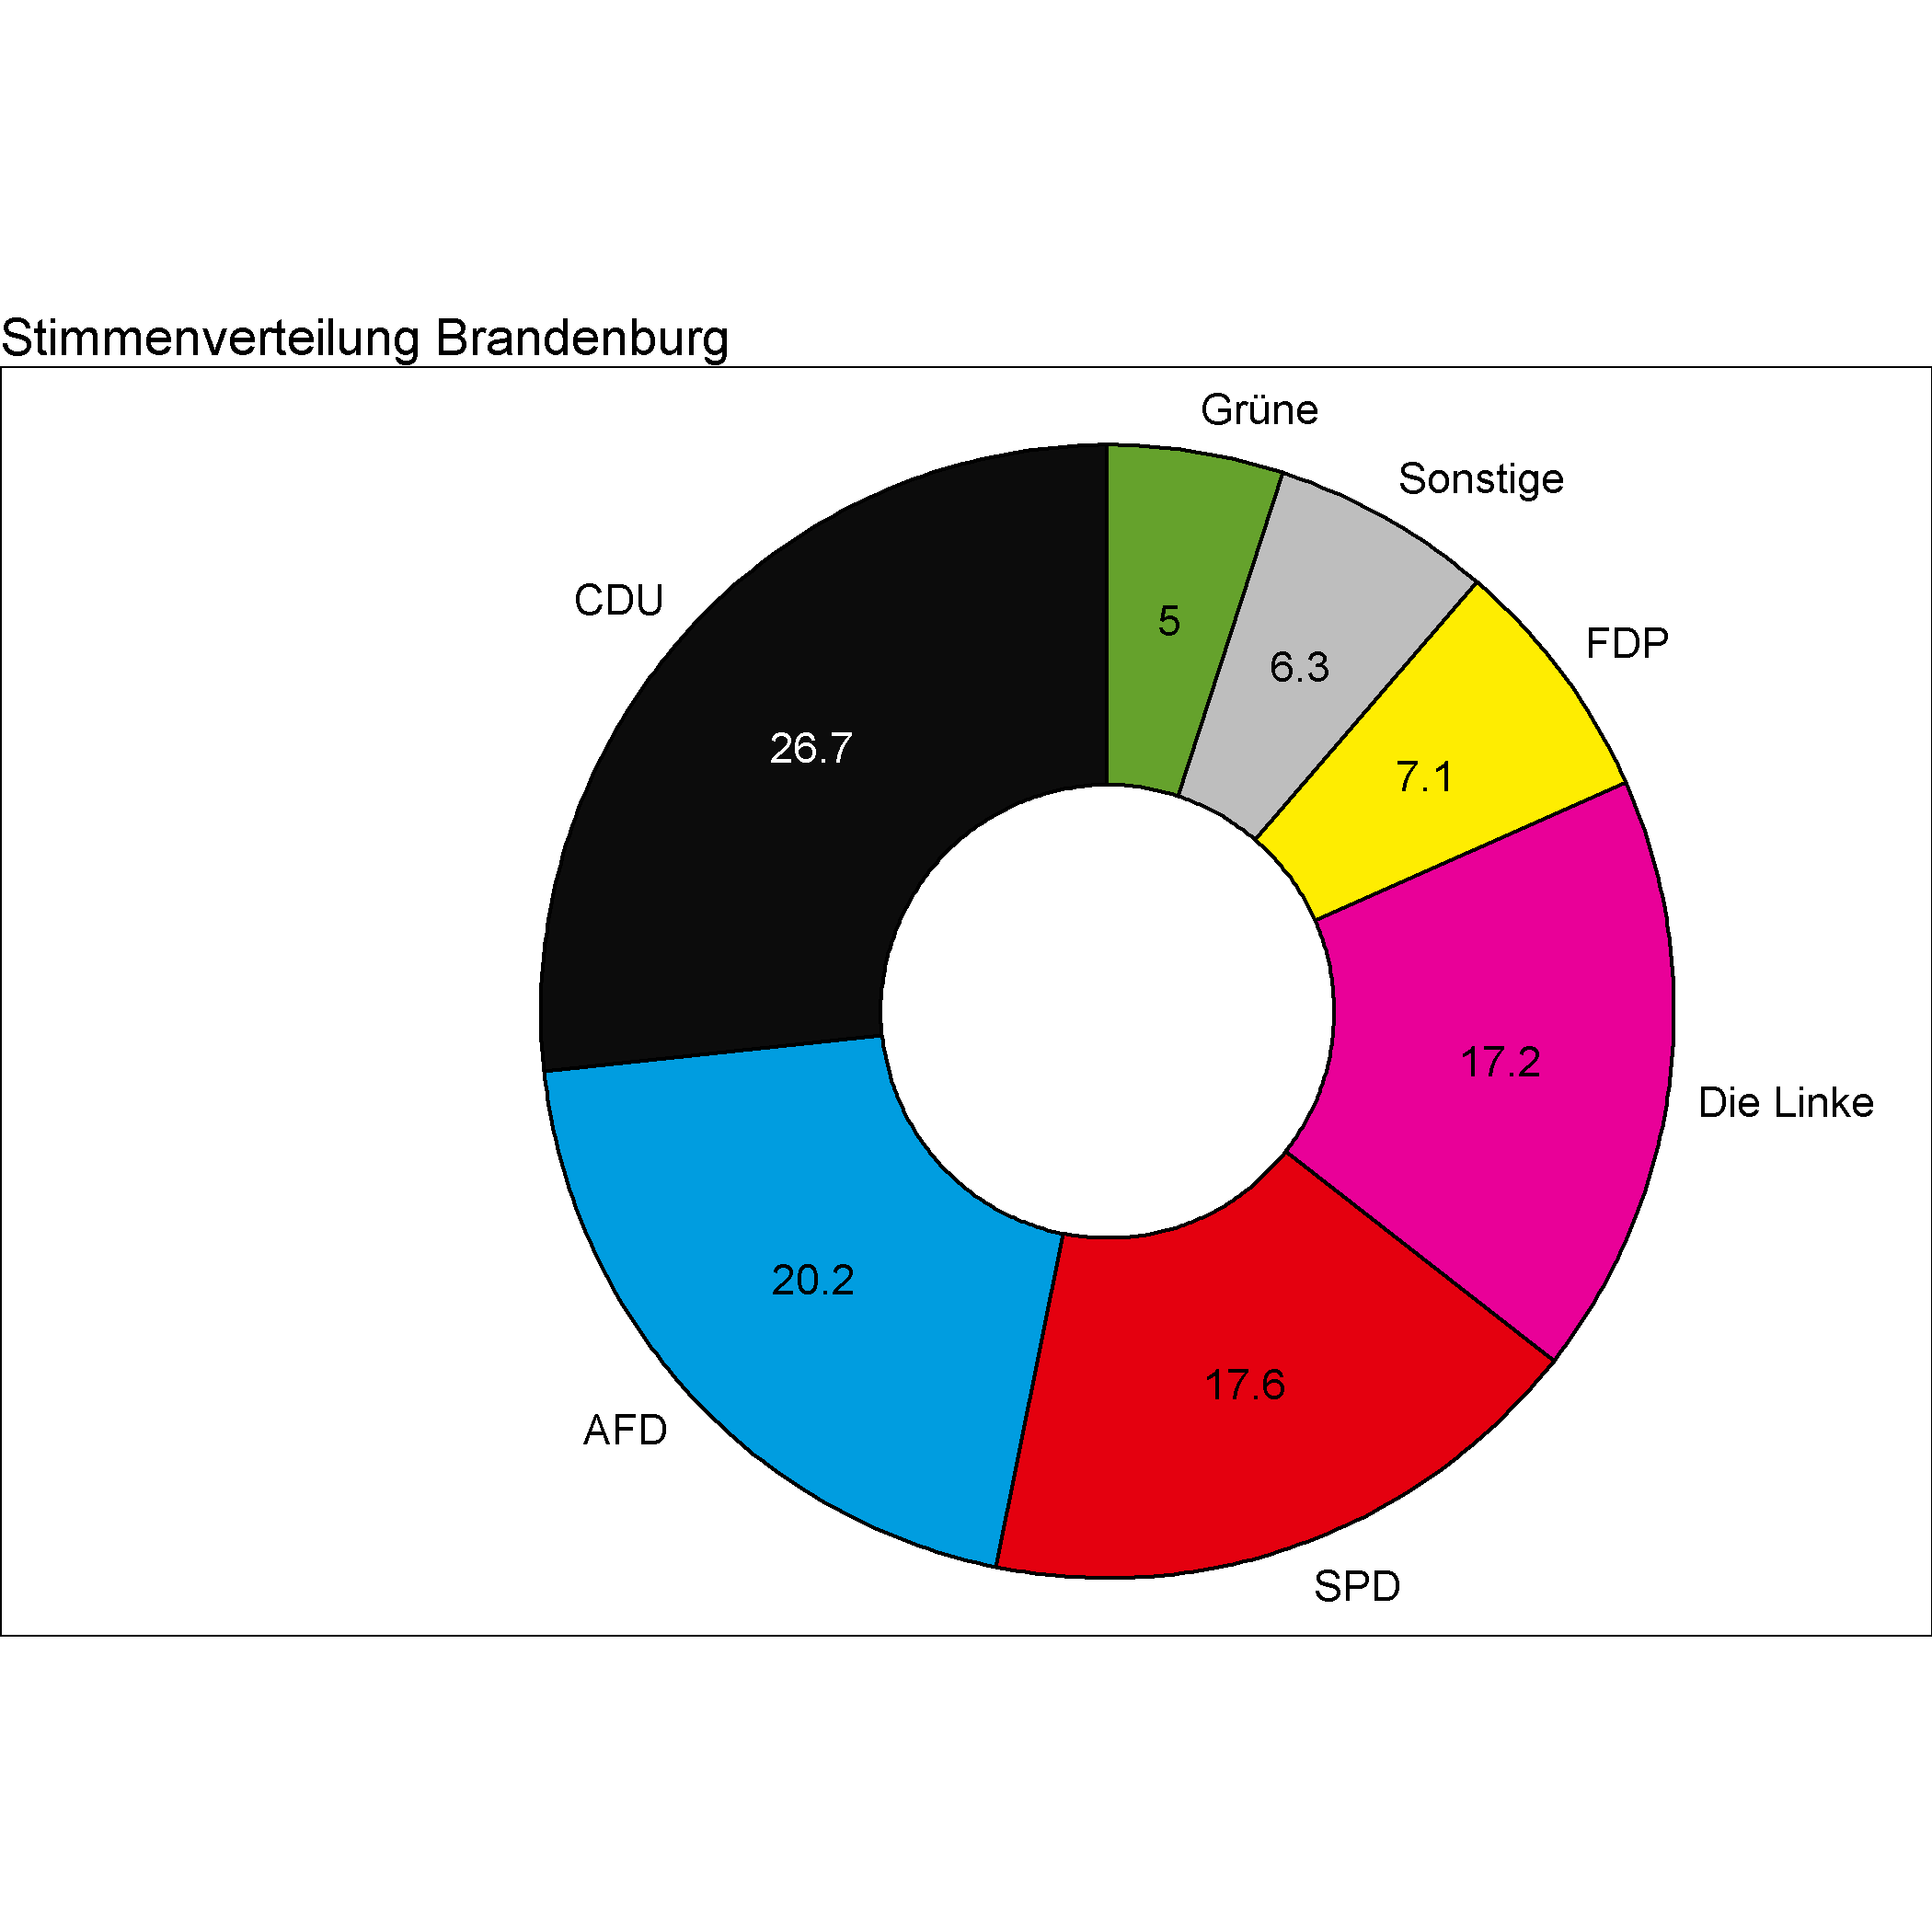 Stimmenverteilung Brandenburg
Grüne
Sonstige
CDU
FDP
5
6.3
26.7
7.1
17.2
Die Linke
20.2
17.6
AFD
SPD